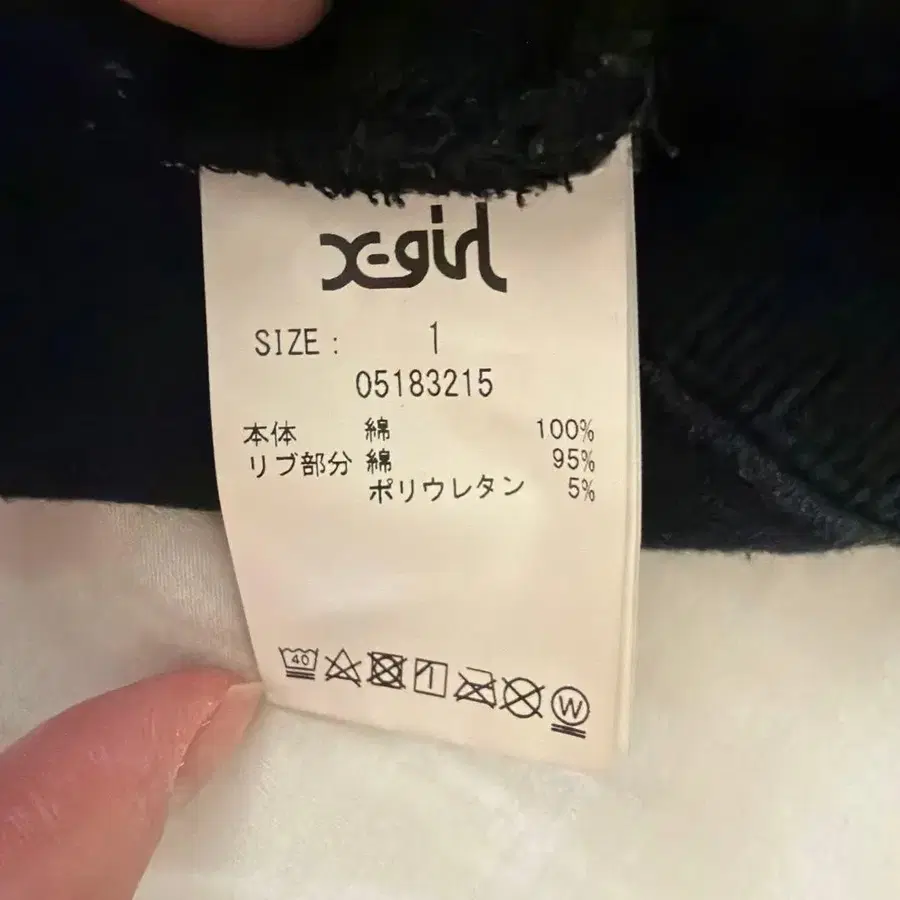 X-girl
SIZE: 1
05183215
本体 綿 100%
リブ部分 綿 95%
ポリウレタン 5%
40
W